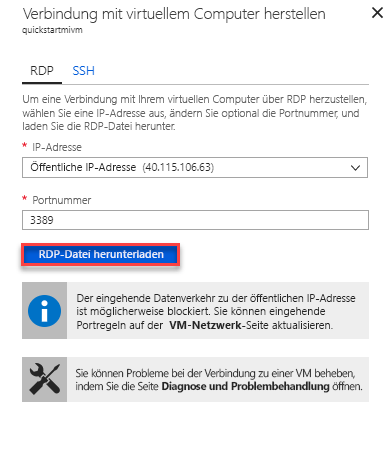 Verbindung mit virtuellem Computer herstellen
quickstartmivm
RDP SSH
Um eine Verbindung mit Ihrem virtuellen Computer über RDP herzustellen,
wählen Sie eine IP-Adresse aus, ändern Sie optional die Portnummer, und
laden Sie die RDP-Datei herunter.
* IP-Adresse
Öffentliche IP-Adresse (40.115.106.63)
* Portnummer
3389
RDP-Datei herunterladen
Der eingehende Datenverkehr zu der öffentlichen IP-Adresse
ist möglicherweise blockiert. Sie können eingehende
Portregeln auf der VM-Netzwerk-Seite aktualisieren.
Sie können Probleme bei der Verbindung zu einer VM beheben,
indem Sie die Seite Diagnose und Problembehandlung öffnen.